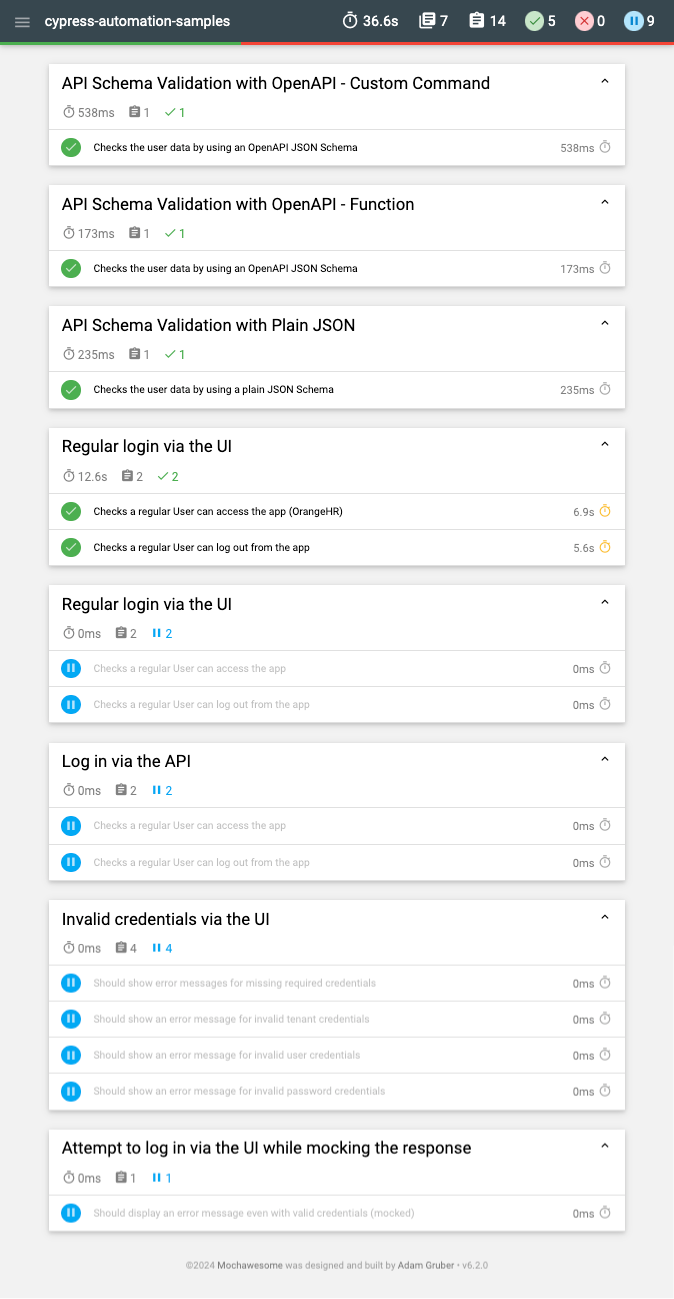 cypress-automation-samples 36.6s 7 14 5 0 9
API Schema Validation with OpenAPI - Custom Command
538ms 1 1
Checks the user data by using an OpenAPI JSON Schema 538ms
API Schema Validation with OpenAPI - Function
173ms 1 1
Checks the user data by using an OpenAPI JSON Schema 173ms
API Schema Validation with Plain JSON
235ms 1 1
Checks the user data by using a plain JSON Schema 235ms
Regular login via the UI
12.6s 2 2
Checks a regular User can access the app (OrangeHR) 6.9s
Checks a regular User can log out from the app 5.6s
Regular login via the UI
0ms 2 2
Checks a regular User can access the app 0ms
Checks a regular User can log out from the app 0ms
Log in via the API
0ms 2 2
Checks a regular User can access the app 0ms
Checks a regular User can log out from the app 0ms
Invalid credentials via the UI
0ms 4 4
Should show error messages for missing required credentials 0ms
Should show an error message for invalid tenant credentials 0ms
Should show an error message for invalid user credentials 0ms
Should show an error message for invalid password credentials 0ms
Attempt to log in via the UI while mocking the response
0ms 1 1
Should display an error message even with valid credentials (mocked) 0ms
©2024 Mochawesome was designed and built by Adam Gruber • v6.2.0